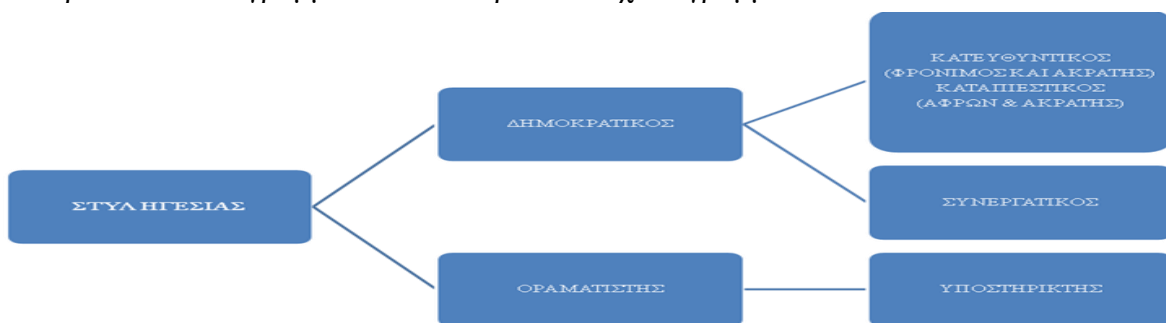 ΣΤΥΛ ΗΓΕΣΙΑΣ
ΔΗΜΟΚΡΑΤΙΚΟΣ
ΚΑΤΕΥΘΥΝΤΙΚΟΣ
(ΦΡΟΝΙΜΟΣ ΚΑΙ ΑΚΡΑΤΗΣ)
ΚΑΤΑΠΙΕΣΤΙΚΟΣ
(ΑΦΡΩΝ & ΑΚΡΑΤΗΣ)
ΣΥΝΕΡΓΑΤΙΚΟΣ
ΟΡΑΜΑΤΙΣΤΗΣ
ΥΠΟΣΤΗΡΙΚΤΗΣ